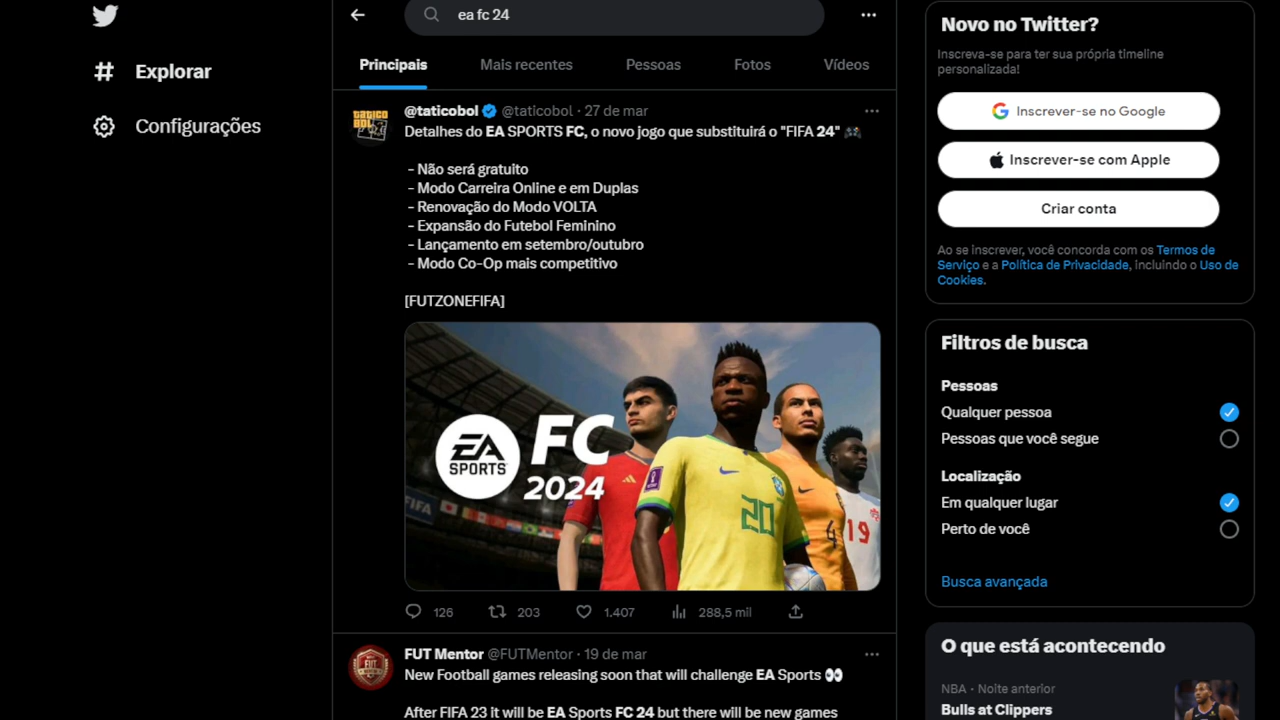 ea fc 24
Explorar
Configurações
Principais
Mais recentes
Pessoas
Fotos
Vídeos
@taticobol @taticobol · 27 de mar
Detalhes do EA SPORTS FC, o novo jogo que substituirá o "FIFA 24" 🎮
- Não será gratuito
- Modo Carreira Online e em Duplas
- Renovação do Modo VOLTA
- Expansão do Futebol Feminino
- Lançamento em setembro/outubro
- Modo Co-Op mais competitivo
[FUTZONEFIFA]
TATICO
BOL
EA
SPORTS
FC
2024
FIFA
20
4
19
126
203
1.407
288,5 mil
FUT Mentor @FUTMentor · 19 de mar
New Football games releasing soon that will challenge EA Sports 👀
After FIFA 23 it will be EA Sports FC 24 but there will be new games
FUT
Novo no Twitter?
Inscreva-se para ter sua própria timeline
personalizada!
Inscrever-se no Google
Inscrever-se com Apple
Criar conta
Ao se inscrever, você concorda com os Termos de
Serviço e a Política de Privacidade, incluindo o Uso de
Cookies.
Filtros de busca
Pessoas
Qualquer pessoa
Pessoas que você segue
Localização
Em qualquer lugar
Perto de você
Busca avançada
O que está acontecendo
NBA · Noite anterior
Bulls at Clippers